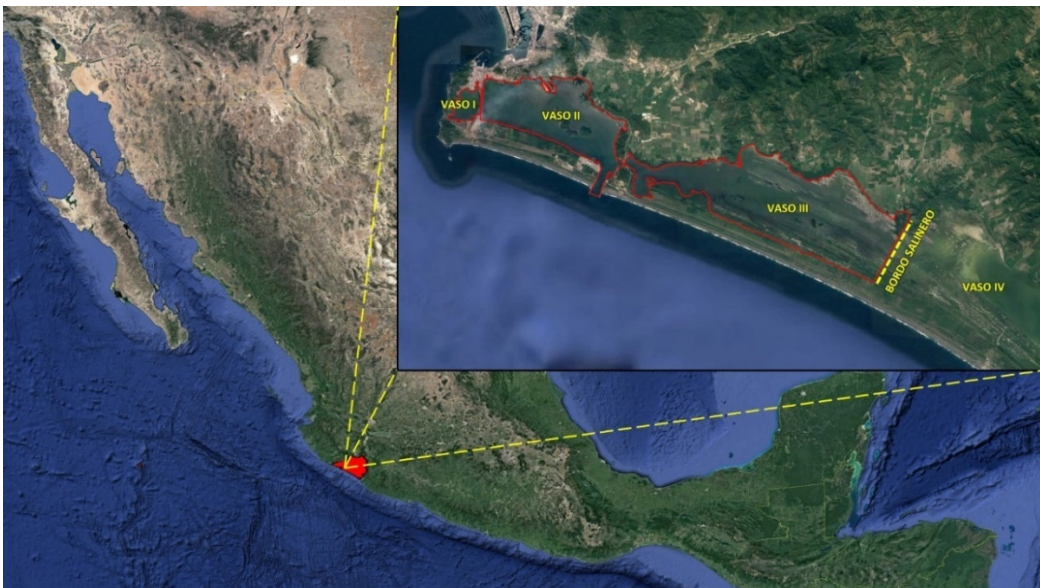 VASO I
VASO II
VASO III
BORDO SALINERO
VASO IV